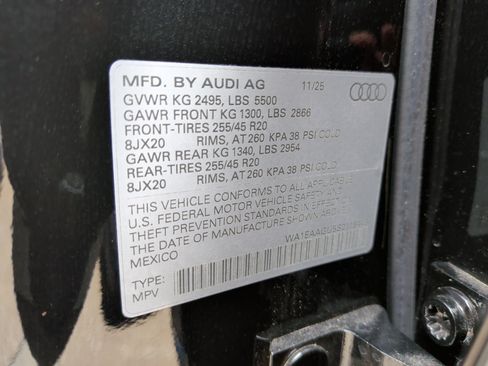 MFD. BY AUDI AG 11/25
GVWR KG 2495, LBS 5500
GAWR FRONT KG 1300, LBS 2866
FRONT-TIRES 255/45 R20
8JX20 RIMS, AT 260 KPA 38 PSI COLD
GAWR REAR KG 1340, LBS 2954
REAR-TIRES 255/45 R20
8JX20 RIMS, AT 260 KPA 38 PSI COLD
THIS VEHICLE CONFORMS TO ALL APPLICABLE
U.S. FEDERAL MOTOR VEHICLE SAFETY AND
THEFT PREVENTION STANDARDS IN EFFECT ON
THE DATE OF MANUFACTURE SHOWN ABOVE
MEXICO
TYPE:
MPV